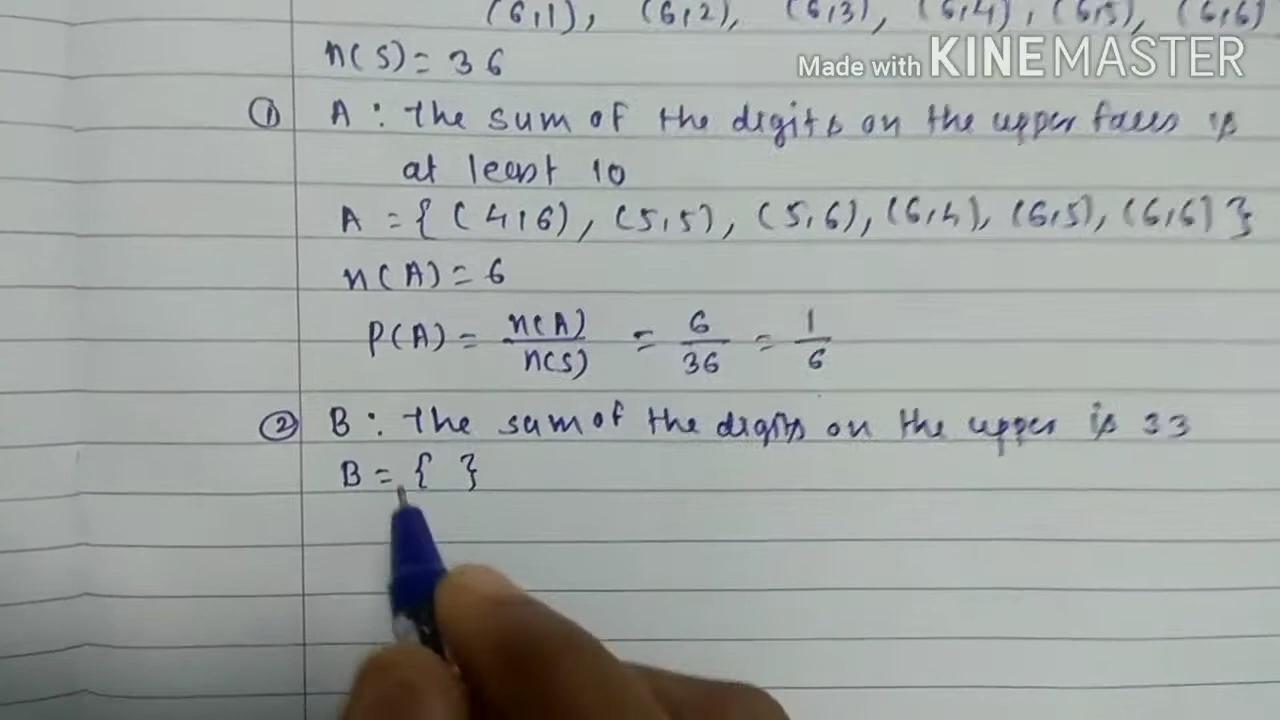 (6,1), (6,2), (6,3), (6,4), (6,5), (6,6)
n(S) = 36
Made with KINEMASTER
① A : the sum of the digits on the upper faces is
at least 10
A = { (4,6), (5,5), (5,6), (6,4), (6,5), (6,6) }
n(A) = 6
P(A) = n(A)/n(S) = 6/36 = 1/6
② B : the sum of the digits on the upper is 33
B = { }